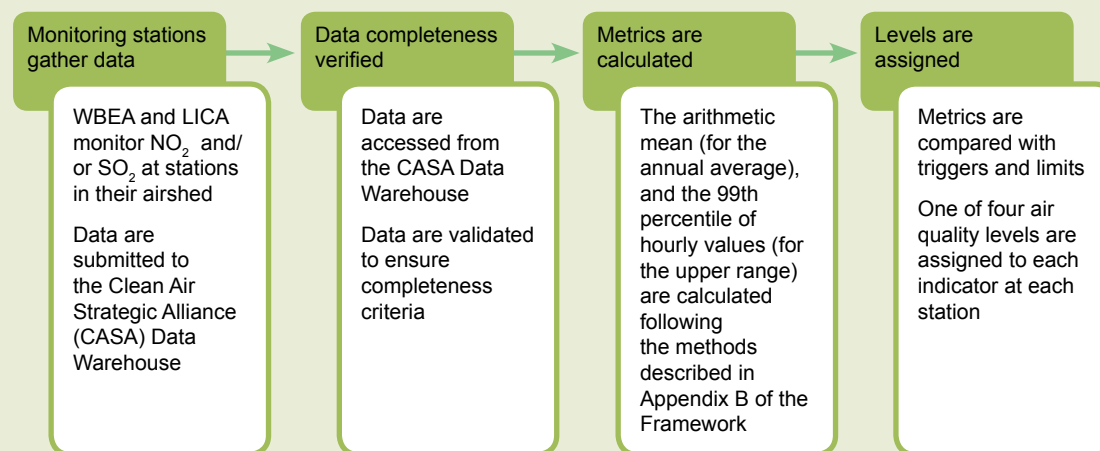 Monitoring stations
gather data
WBEA and LICA
monitor NO₂ and/
or SO₂ at stations
in their airshed
Data are
submitted to
the Clean Air
Strategic Alliance
(CASA) Data
Warehouse
Data completeness
verified
Data are
accessed from
the CASA Data
Warehouse
Data are validated
to ensure
completeness
criteria
Metrics are
calculated
The arithmetic
mean (for the
annual average),
and the 99th
percentile of
hourly values (for
the upper range)
are calculated
following
the methods
described in
Appendix B of the
Framework
Levels are
assigned
Metrics are
compared with
triggers and limits
One of four air
quality levels are
assigned to each
indicator at each
station